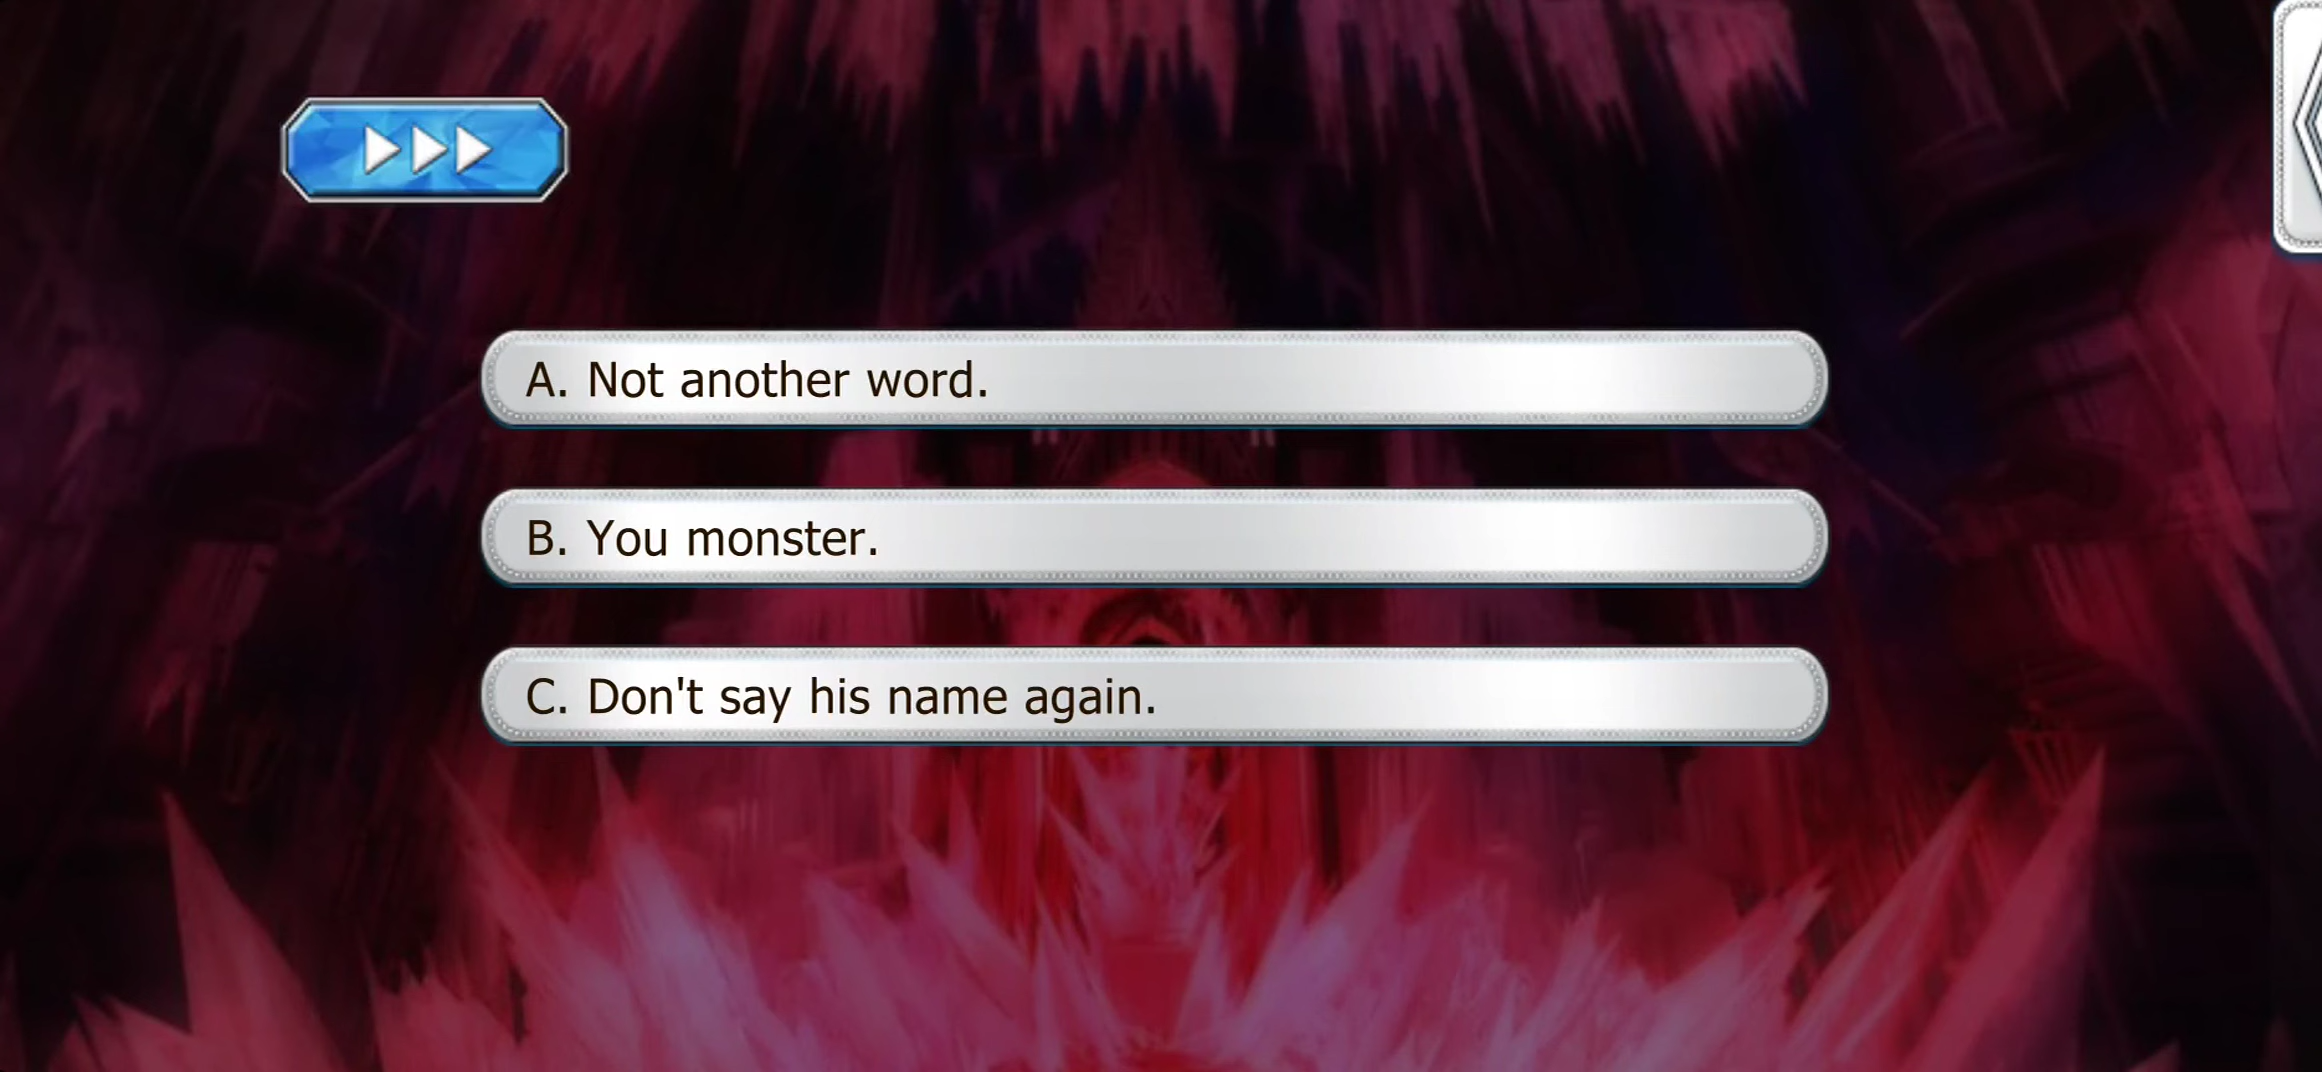 A. Not another word.
B. You monster.
C. Don't say his name again.